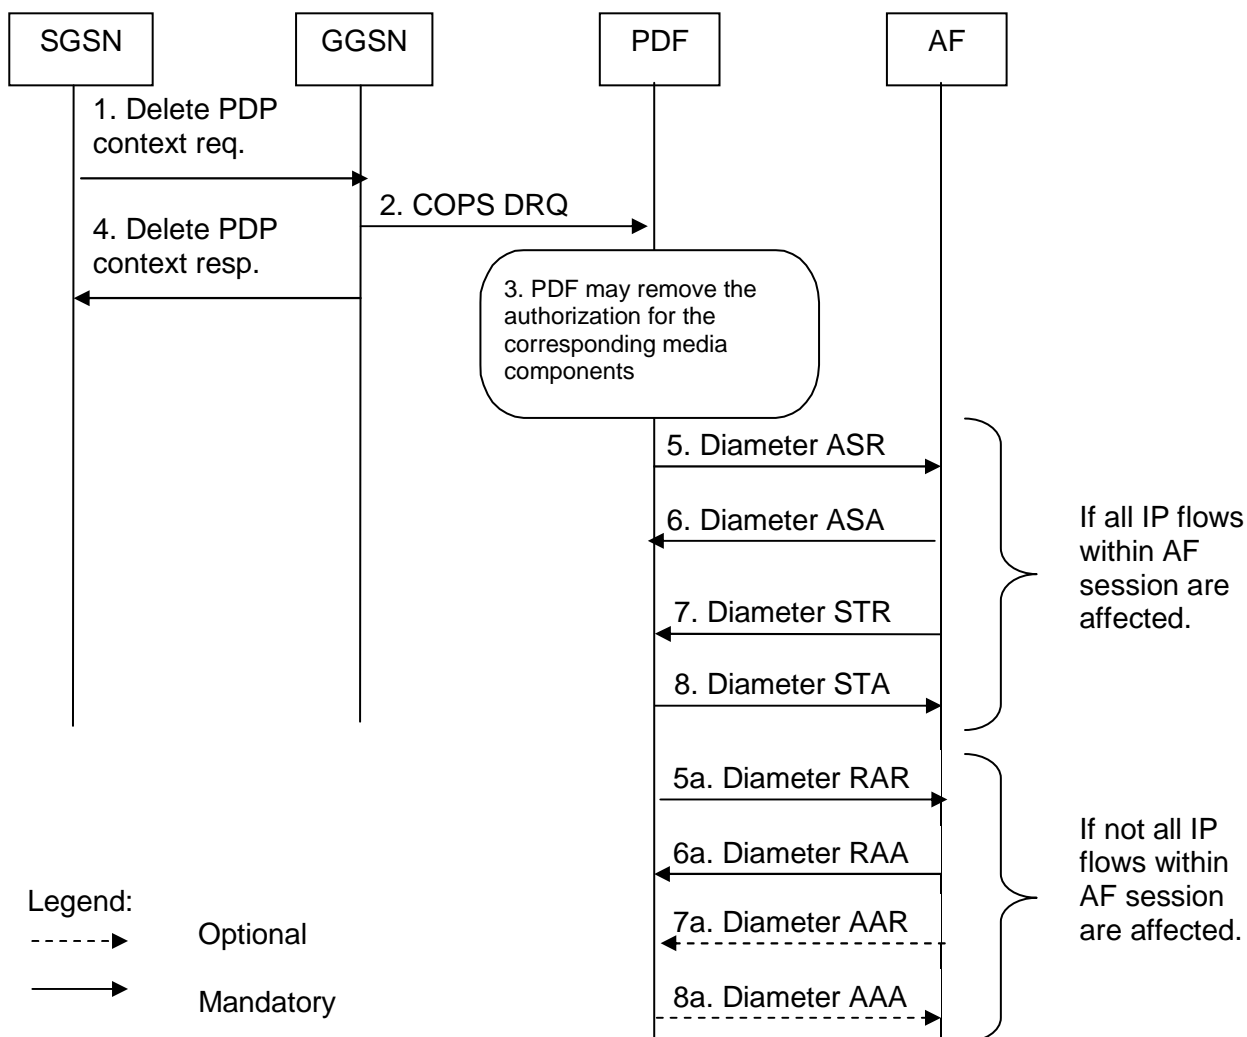 SGSN
GGSN
PDF
AF
1. Delete PDP
context req.
2. COPS DRQ
4. Delete PDP
context resp.
3. PDF may remove the
authorization for the
corresponding media
components
5. Diameter ASR
6. Diameter ASA
7. Diameter STR
8. Diameter STA
If all IP flows
within AF
session are
affected.
5a. Diameter RAR
6a. Diameter RAA
7a. Diameter AAR
8a. Diameter AAA
If not all IP
flows within
AF session
are affected.
Legend:
Optional
Mandatory